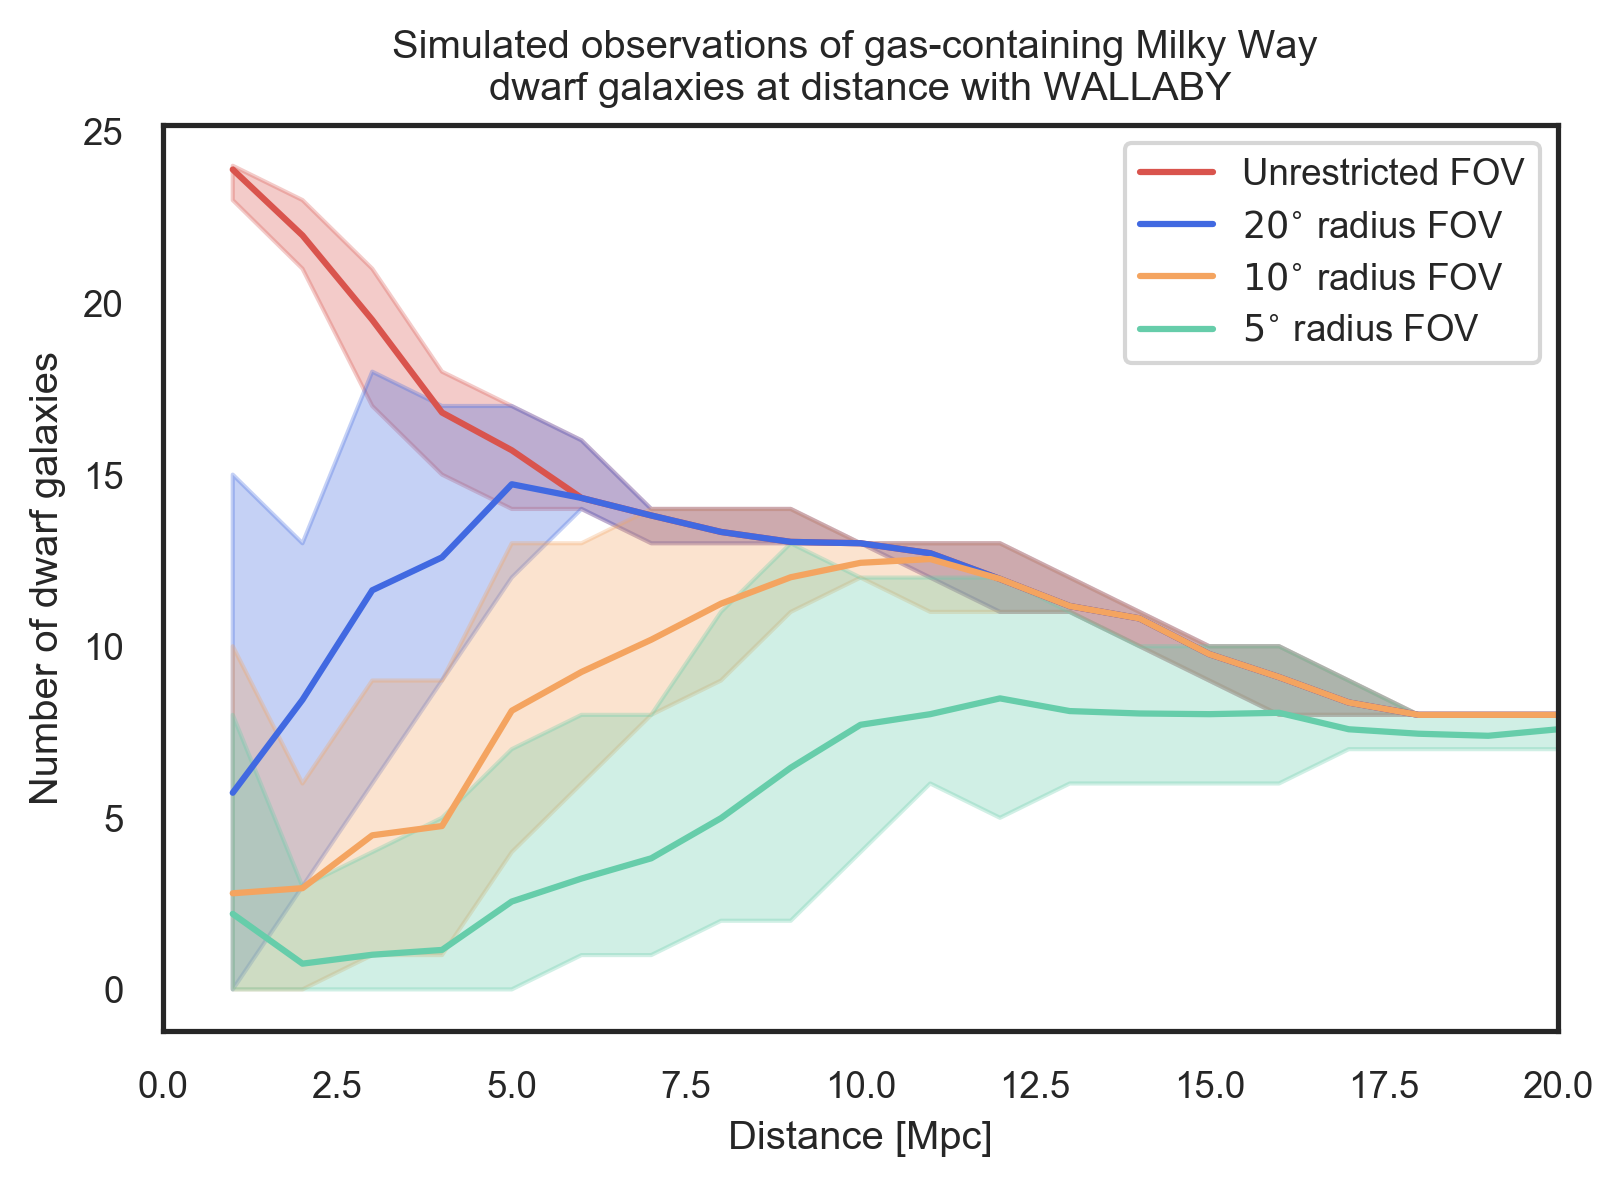 Simulated observations of gas-containing Milky Way
dwarf galaxies at distance with WALLABY
25
20
15
10
5
0
Number of dwarf galaxies
Unrestricted FOV
20° radius FOV
10° radius FOV
5° radius FOV
0.0 2.5 5.0 7.5 10.0 12.5 15.0 17.5 20.0
Distance [Mpc]